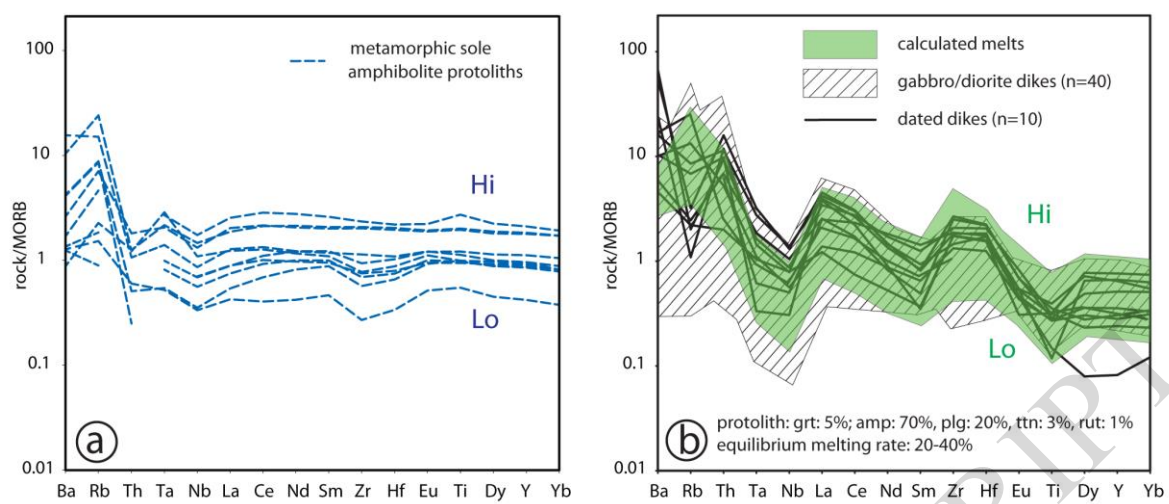 100
10
1
0.1
0.01
rock/MORB
metamorphic sole
amphibolite protoliths
Hi
Lo
a
Ba Rb Th Ta Nb La Ce Nd Sm Zr Hf Eu Ti Dy Y Yb
100
10
1
0.1
0.01
rock/MORB
calculated melts
gabbro/diorite dikes (n=40)
dated dikes (n=10)
Hi
Lo
b
protolith: grt: 5%; amp: 70%, plg: 20%, ttn: 3%, rut: 1%
equilibrium melting rate: 20-40%
Ba Rb Th Ta Nb La Ce Nd Sm Zr Hf Eu Ti Dy Y Yb